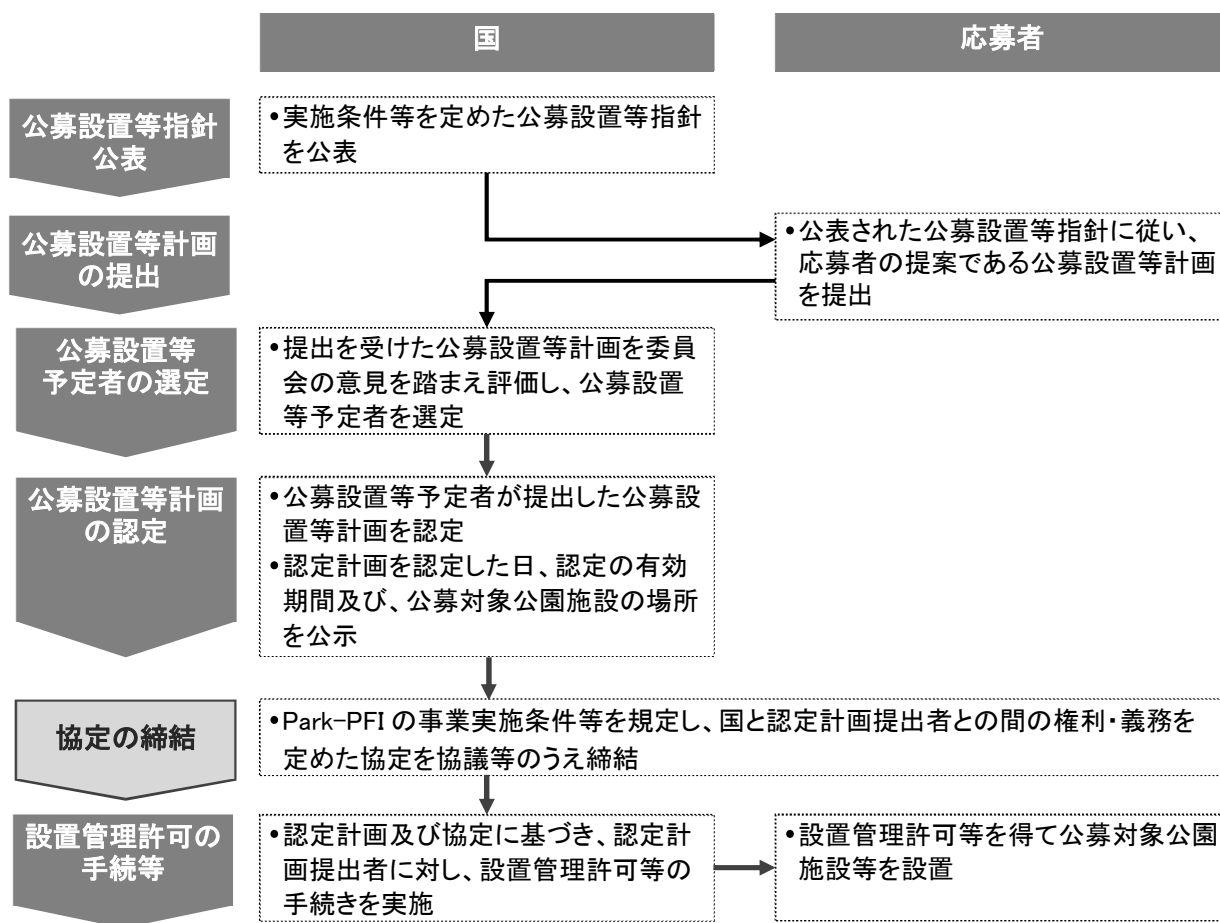 国
応募者
公募設置等指針
公表
•実施条件等を定めた公募設置等指針
を公表
公募設置等計画
の提出
•公表された公募設置等指針に従い、
応募者の提案である公募設置等計画
を提出
公募設置等
予定者の選定
•提出を受けた公募設置等計画を委員
会の意見を踏まえ評価し、公募設置
等予定者を選定
公募設置等計画
の認定
•公募設置等予定者が提出した公募設
置等計画を認定
•認定計画を認定した日、認定の有効
期間及び、公募対象公園施設の場所
を公示
協定の締結
•Park-PFI の事業実施条件等を規定し、国と認定計画提出者との間の権利・義務を
定めた協定を協議等のうえ締結
設置管理許可の
手続等
•認定計画及び協定に基づき、認定計
画提出者に対し、設置管理許可等の
手続きを実施
•設置管理許可等を得て公募対象公園
施設等を設置